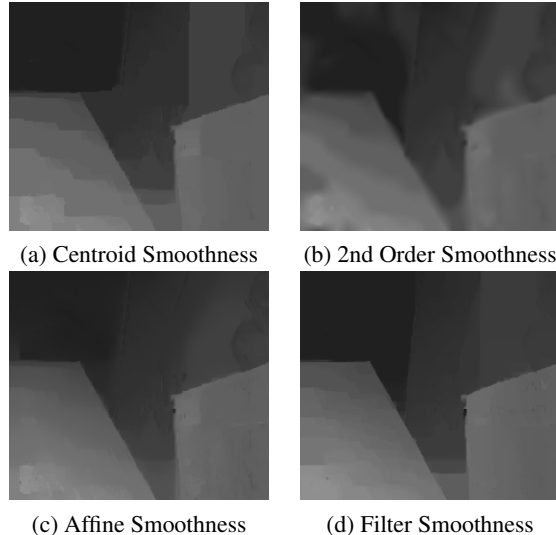 (a) Centroid Smoothness
(b) 2nd Order Smoothness
(c) Affine Smoothness
(d) Filter Smoothness